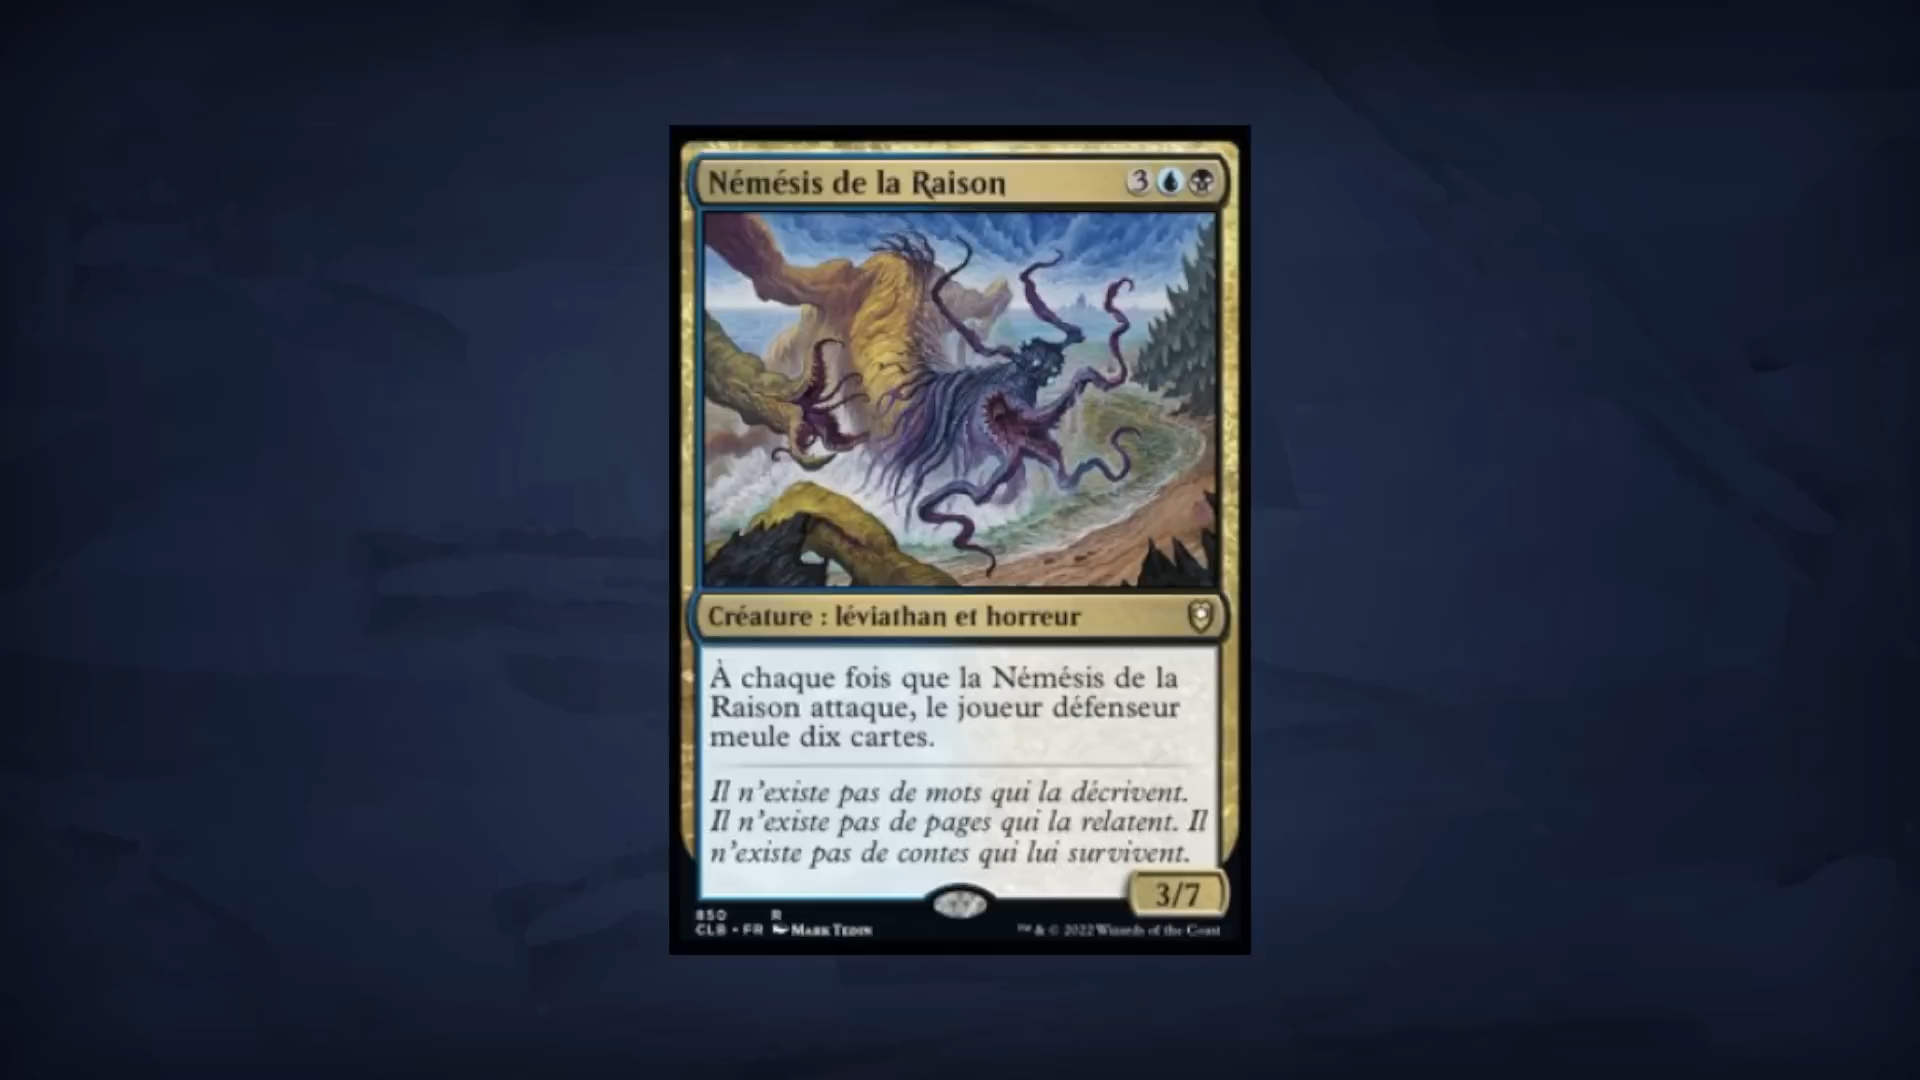 Némésis de la Raison 3
Créature : léviathan et horreur
À chaque fois que la Némésis de la
Raison attaque, le joueur défenseur
meule dix cartes.
Il n'existe pas de mots qui la décrivent.
Il n'existe pas de pages qui la relatent. Il
n'existe pas de contes qui lui survivent.
3/7
850 R
CLB • FR Mark Tedin
™ & © 2022 Wizards of the Coast